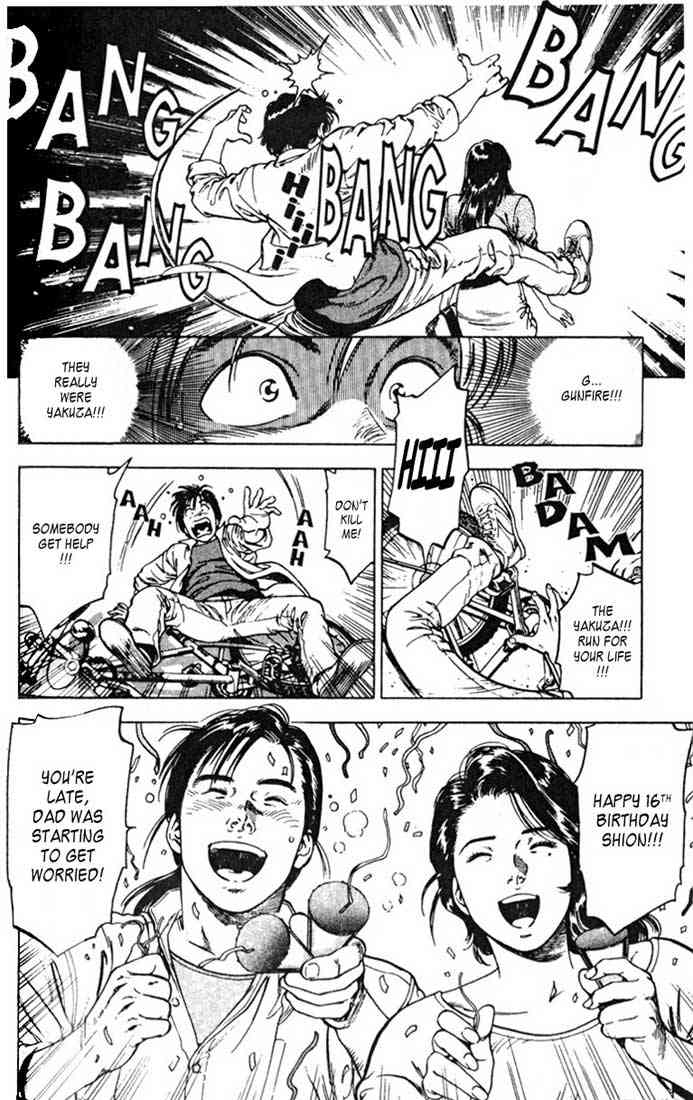 BANG
BANG
HIIIIIII
BANG
BANG
G...
GUNFIRE!!!
THEY
REALLY
WERE
YAKUZA!!!
HIII
BADAM
THE
YAKUZA!!!
RUN FOR
YOUR LIFE
!!!
DON'T
KILL
ME!
AAH
AAH
SOMEBODY
GET HELP
!!!
HAPPY 16TH
BIRTHDAY
SHION!!!
YOU'RE
LATE,
DAD WAS
STARTING
TO GET
WORRIED!